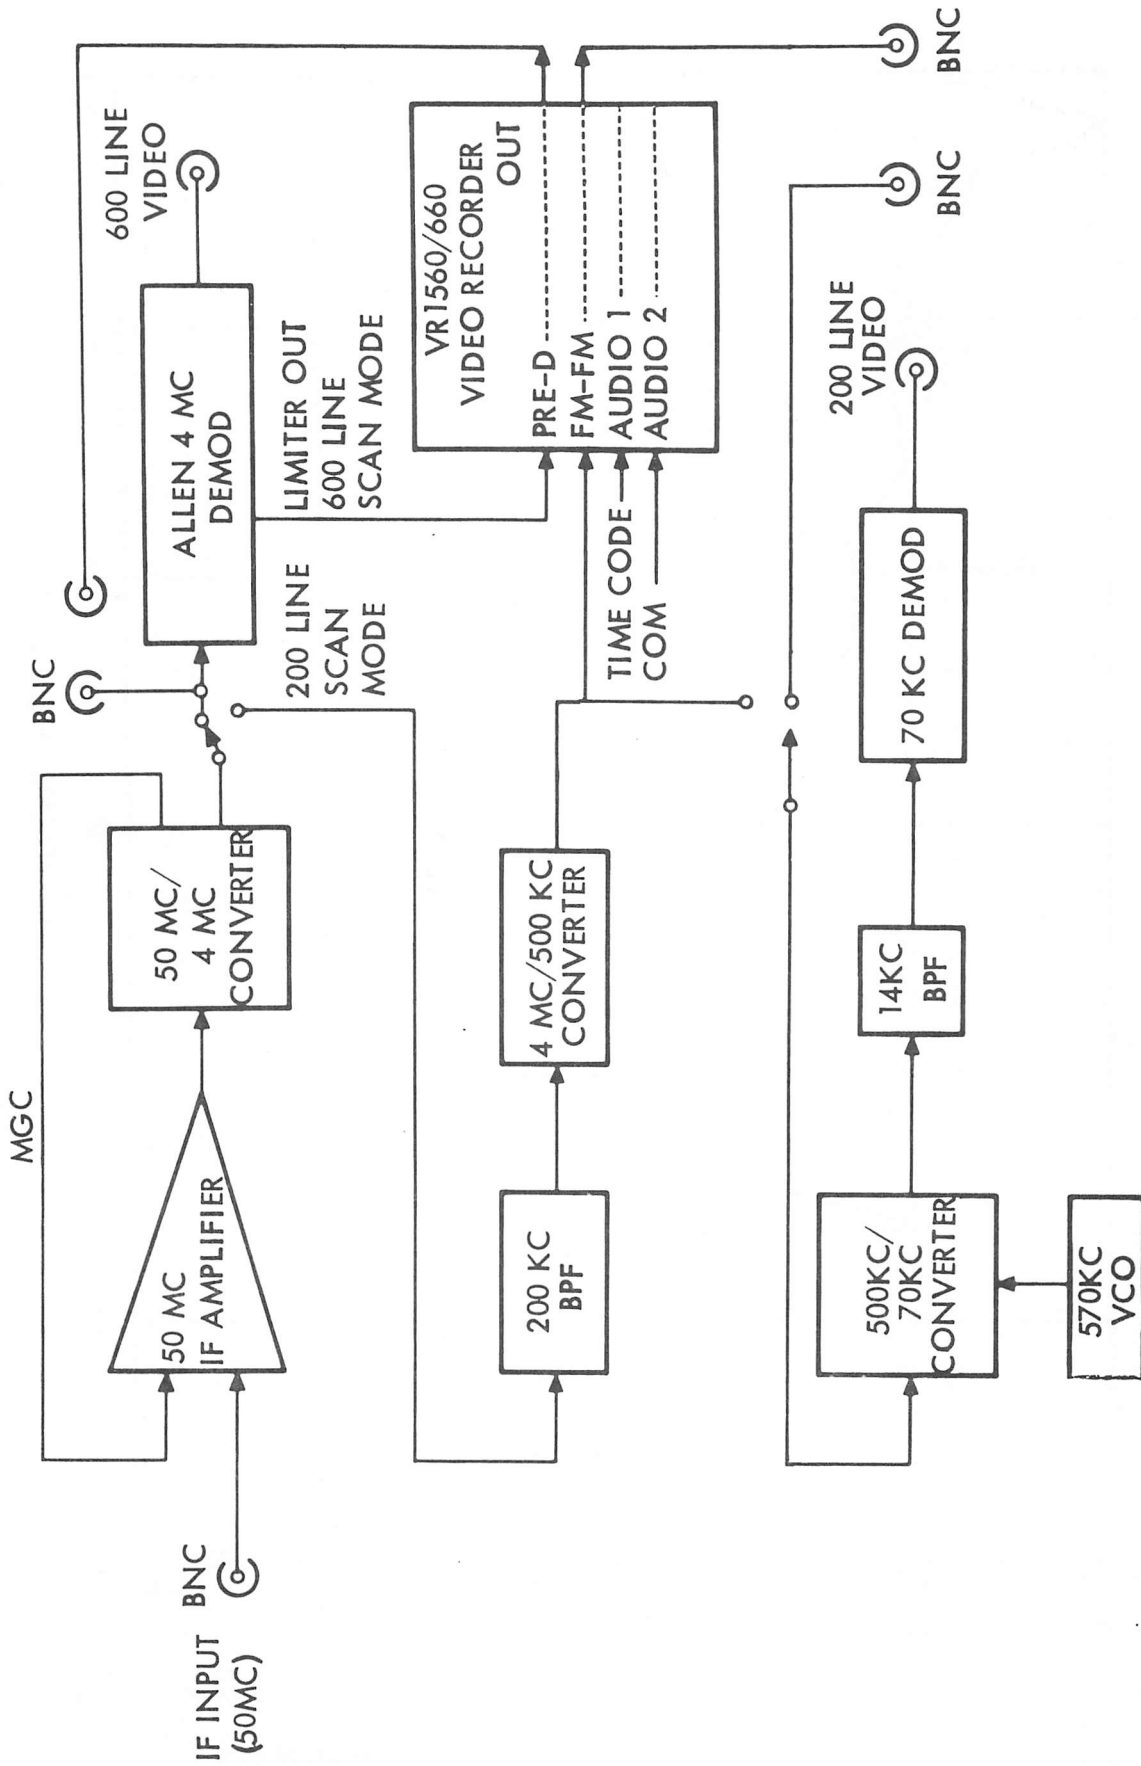 MGC
IF INPUT
(50MC)
BNC
50 MC
IF AMPLIFIER
50 MC/
4 MC
CONVERTER
BNC
ALLEN 4 MC
DEMOD
600 LINE
VIDEO
200 LINE
SCAN
MODE
LIMITER OUT
600 LINE
SCAN MODE
VR1560/660
VIDEO RECORDER
OUT
PRE-D
FM-FM
AUDIO 1
AUDIO 2
TIME CODE
COM
200 KC
BPF
4 MC/500 KC
CONVERTER
BNC
BNC
500KC/
70KC
CONVERTER
570KC
VCO
14KC
BPF
70 KC DEMOD
200 LINE
VIDEO